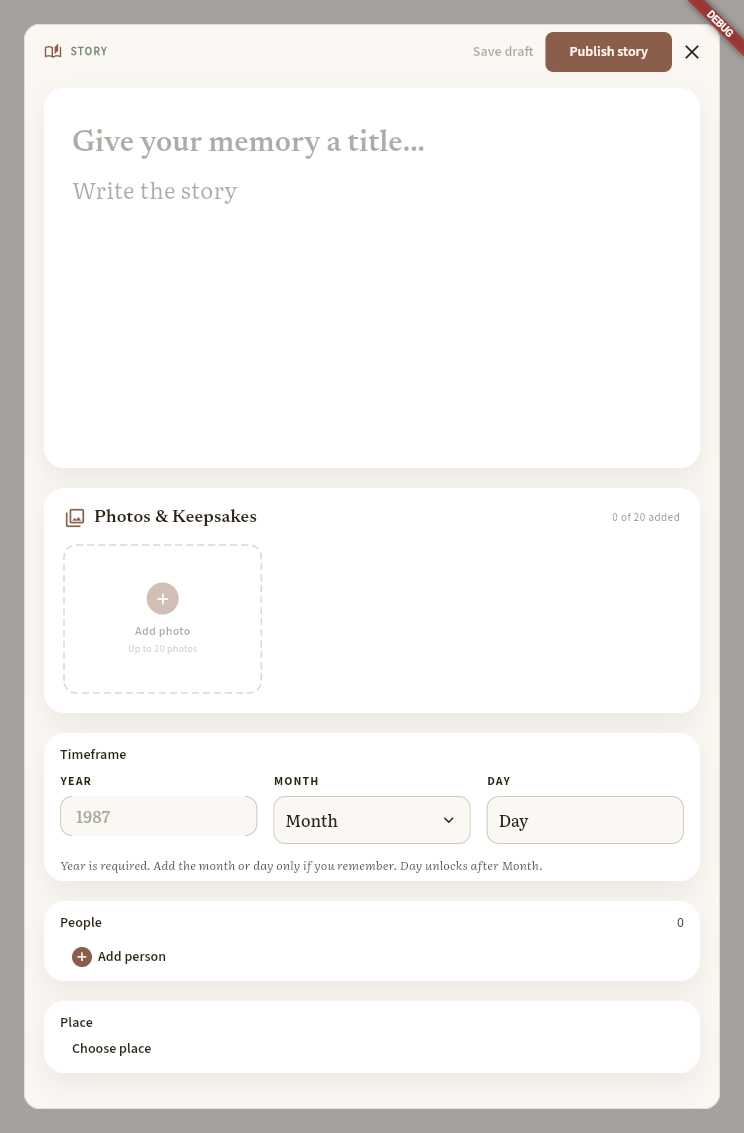 DEBUG
STORY
Save draft
Publish story
Give your memory a title...
Write the story
Photos & Keepsakes
0 of 20 added
Add photo
Up to 20 photos
Timeframe
YEAR
MONTH
DAY
1987
Month
Day
Year is required. Add the month or day only if you remember. Day unlocks after Month.
People
0
Add person
Place
Choose place